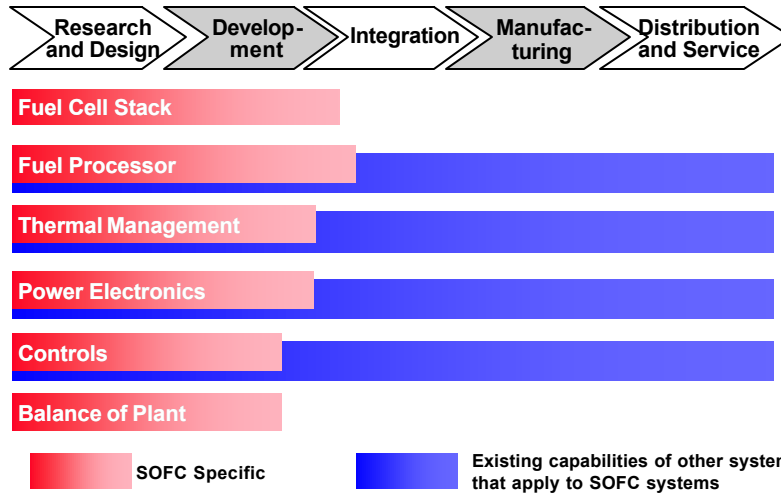 Research
and Design
Develop-
ment
Integration
Manufac-
turing
Distribution
and Service
Fuel Cell Stack
Fuel Processor
Thermal Management
Power Electronics
Controls
Balance of Plant
SOFC Specific
Existing capabilities of other system
that apply to SOFC systems